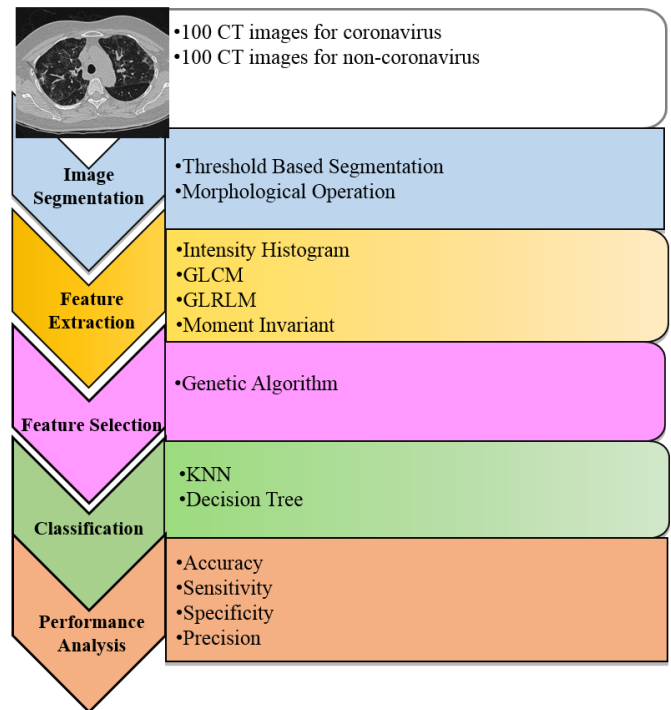 •100 CT images for coronavirus
•100 CT images for non-coronavirus
Image
Segmentation
•Threshold Based Segmentation
•Morphological Operation
Feature
Extraction
•Intensity Histogram
•GLCM
•GLRLM
•Moment Invariant
Feature Selection
•Genetic Algorithm
Classification
•KNN
•Decision Tree
Performance
Analysis
•Accuracy
•Sensitivity
•Specificity
•Precision